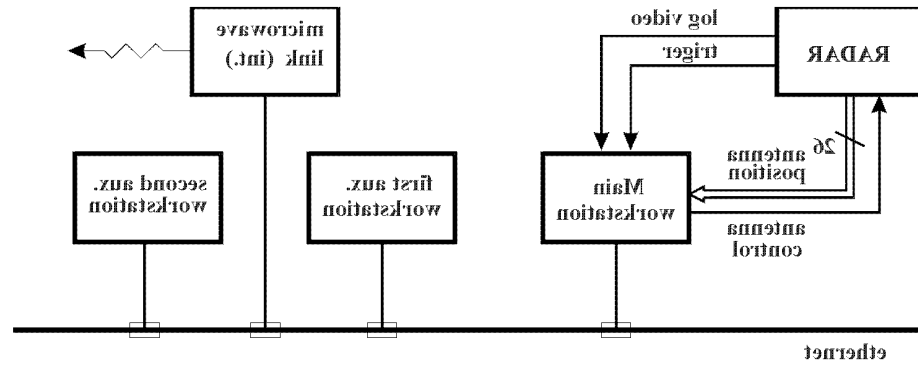 RADAR
log video
triger
microwave
link (int.)
26
antenna
position
Main
workstation
first aux.
workstation
second aux.
workstation
antenna
control
ethernet